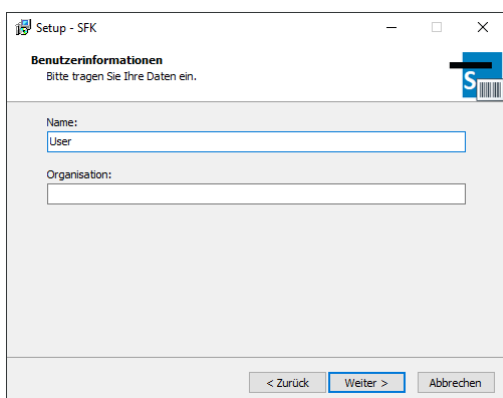 Setup - SFK
Benutzerinformationen
Bitte tragen Sie Ihre Daten ein.
S
Name:
User
Organisation:
< Zurück
Weiter >
Abbrechen